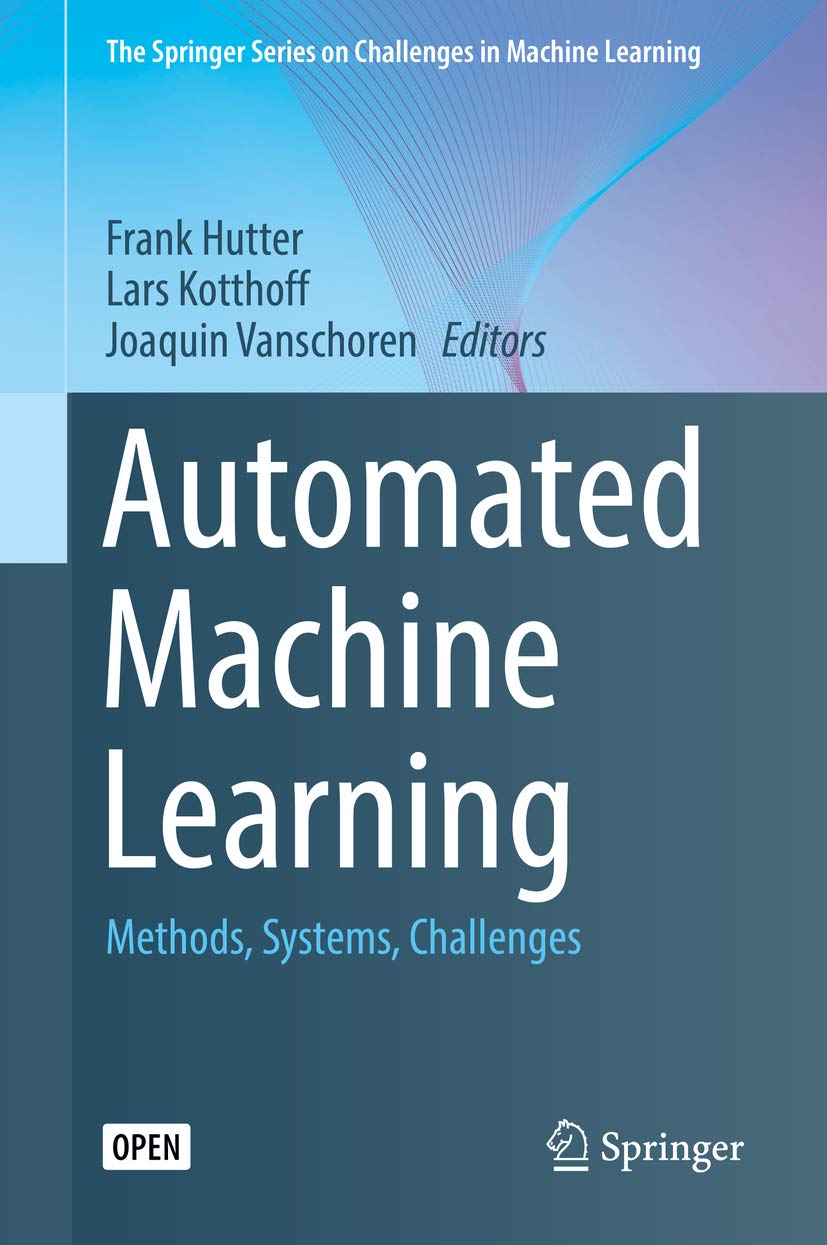 The Springer Series on Challenges in Machine Learning
Frank Hutter
Lars Kotthoff
Joaquin Vanschoren Editors
Automated
Machine
Learning
Methods, Systems, Challenges
OPEN
Springer